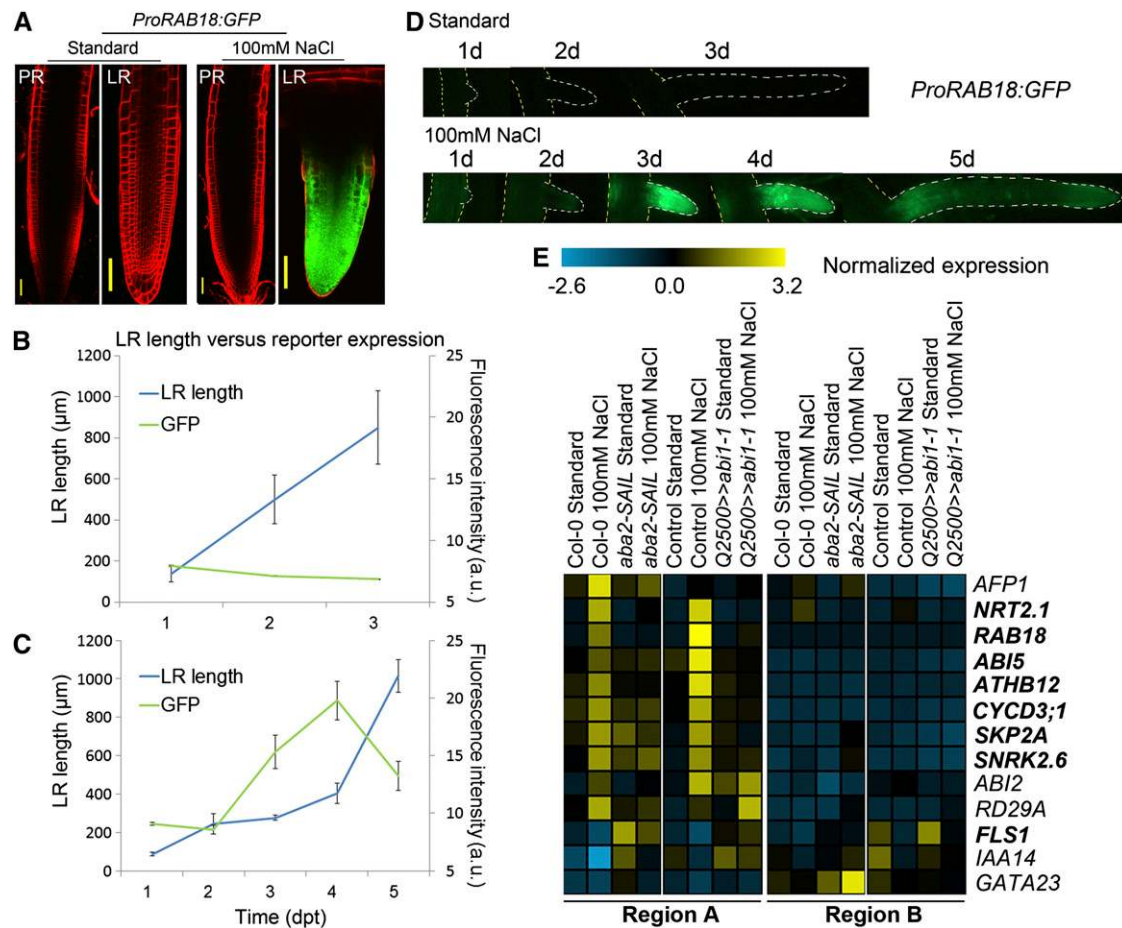 A
ProRAB18:GFP
Standard
100mM NaCl
PR
LR
PR
LR
D Standard
1d
2d
3d
ProRAB18:GFP
100mM NaCl
1d
2d
3d
4d
5d
E
-2.6
0.0
3.2
Normalized expression
B
LR length versus reporter expression
LR length (µm)
1200
1000
800
600
400
200
0
LR length
GFP
25
20
15
10
5
Fluorescence intensity (a.u.)
1
2
3
C
LR length (µm)
1200
1000
800
600
400
200
0
LR length
GFP
25
20
15
10
5
Fluorescence intensity (a.u.)
1
2
3
4
5
Time (dpt)
Col-0 Standard
Col-0 100mM NaCl
aba2-SAIL Standard
aba2-SAIL 100mM NaCl
Control Standard
Control 100mM NaCl
Q2500>>abi1-1 Standard
Q2500>>abi1-1 100mM NaCl
Col-0 Standard
Col-0 100mM NaCl
aba2-SAIL Standard
aba2-SAIL 100mM NaCl
Control Standard
Control 100mM NaCl
Q2500>>abi1-1 Standard
Q2500>>abi1-1 100mM NaCl
AFP1
NRT2.1
RAB18
ABI5
ATHB12
CYCD3;1
SKP2A
SNRK2.6
ABI2
RD29A
FLS1
IAA14
GATA23
Region A
Region B